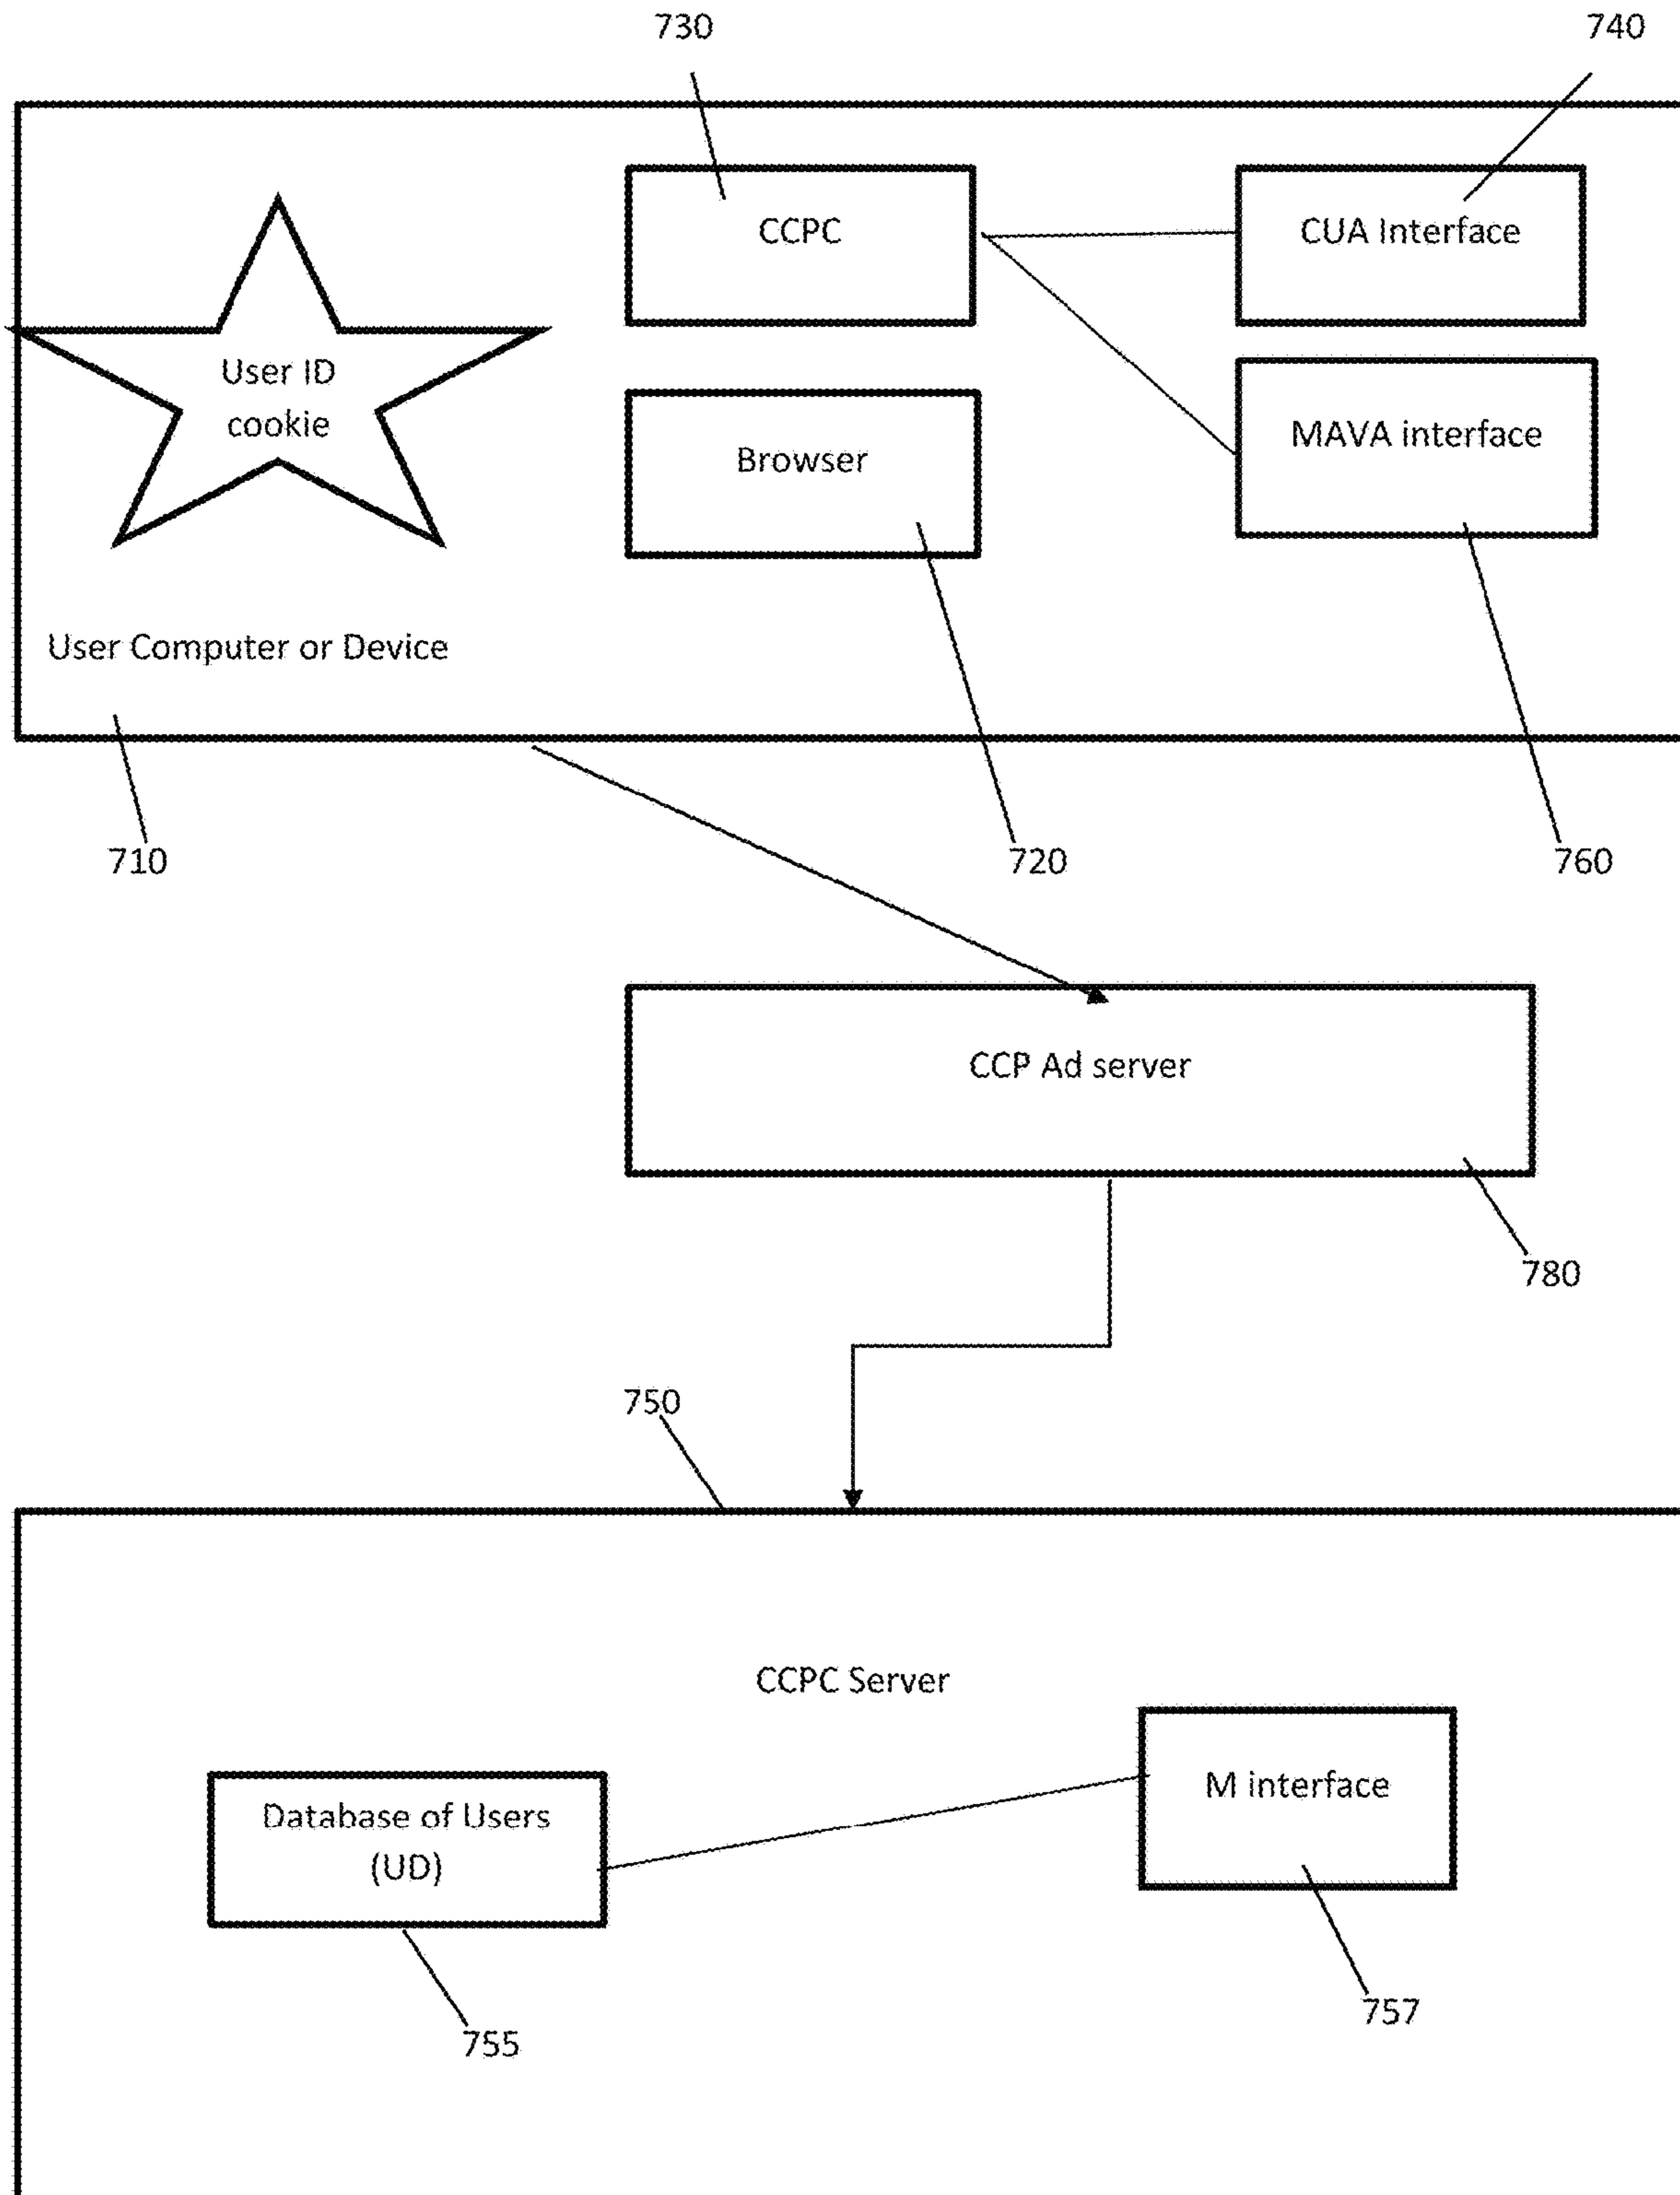 730
740
CCPC
CUA Interface
User ID
cookie
Browser
MAVA interface
User Computer or Device
710
720
760
CCP Ad server
780
750
CCPC Server
Database of Users
(UD)
M interface
757
755